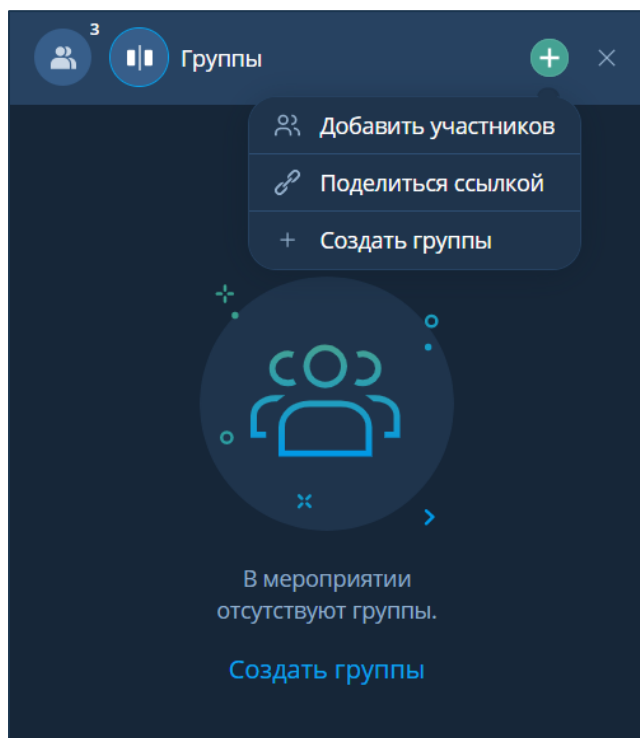 3
Группы
Добавить участников
Поделиться ссылкой
Создать группы
В мероприятии
отсутствуют группы.
Создать группы